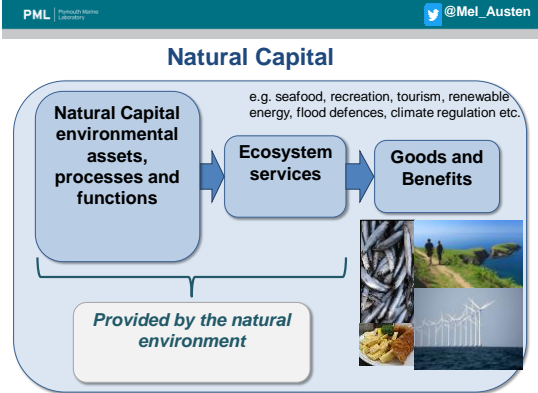 PML Plymouth Marine
Laboratory
@Mel_Austen
Natural Capital
e.g. seafood, recreation, tourism, renewable
energy, flood defences, climate regulation etc.
Natural Capital
environmental
assets,
processes and
functions
Ecosystem
services
Goods and
Benefits
Provided by the natural
environment